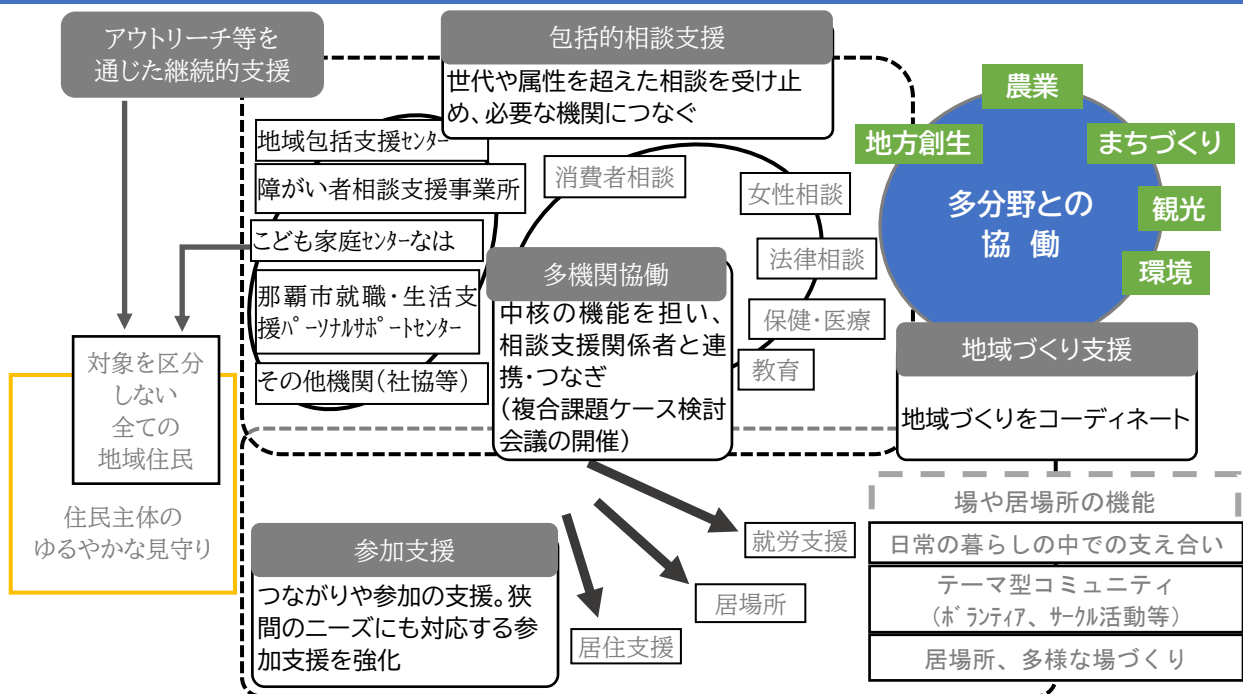 アウトリーチ等を
通じた継続的支援
包括的相談支援
世代や属性を超えた相談を受け止
め、必要な機関につなぐ
農業
地方創生
まちづくり
多分野との
協 働
観光
環境
地域包括支援ｾﾝﾀｰ
障がい者相談支援事業所
こども家庭ｾﾝﾀｰなは
那覇市就職・生活支
援ﾊﾟｰｿﾅﾙｻﾎﾟｰﾄｾﾝﾀｰ
その他機関（社協等）
消費者相談
女性相談
法律相談
保健・医療
教育
多機関協働
中核の機能を担い、
相談支援関係者と連
携・つなぎ
（複合課題ケース検討
会議の開催）
地域づくり支援
地域づくりをコーディネート
対象を区分
しない
全ての
地域住民
住民主体の
ゆるやかな見守り
参加支援
つながりや参加の支援。狭
間のニーズにも対応する参
加支援を強化
就労支援
居場所
居住支援
場や居場所の機能
日常の暮らしの中での支え合い
テーマ型コミュニティ
（ﾎﾞﾗﾝﾃｨｱ、ｻｰｸﾙ活動等）
居場所、多様な場づくり